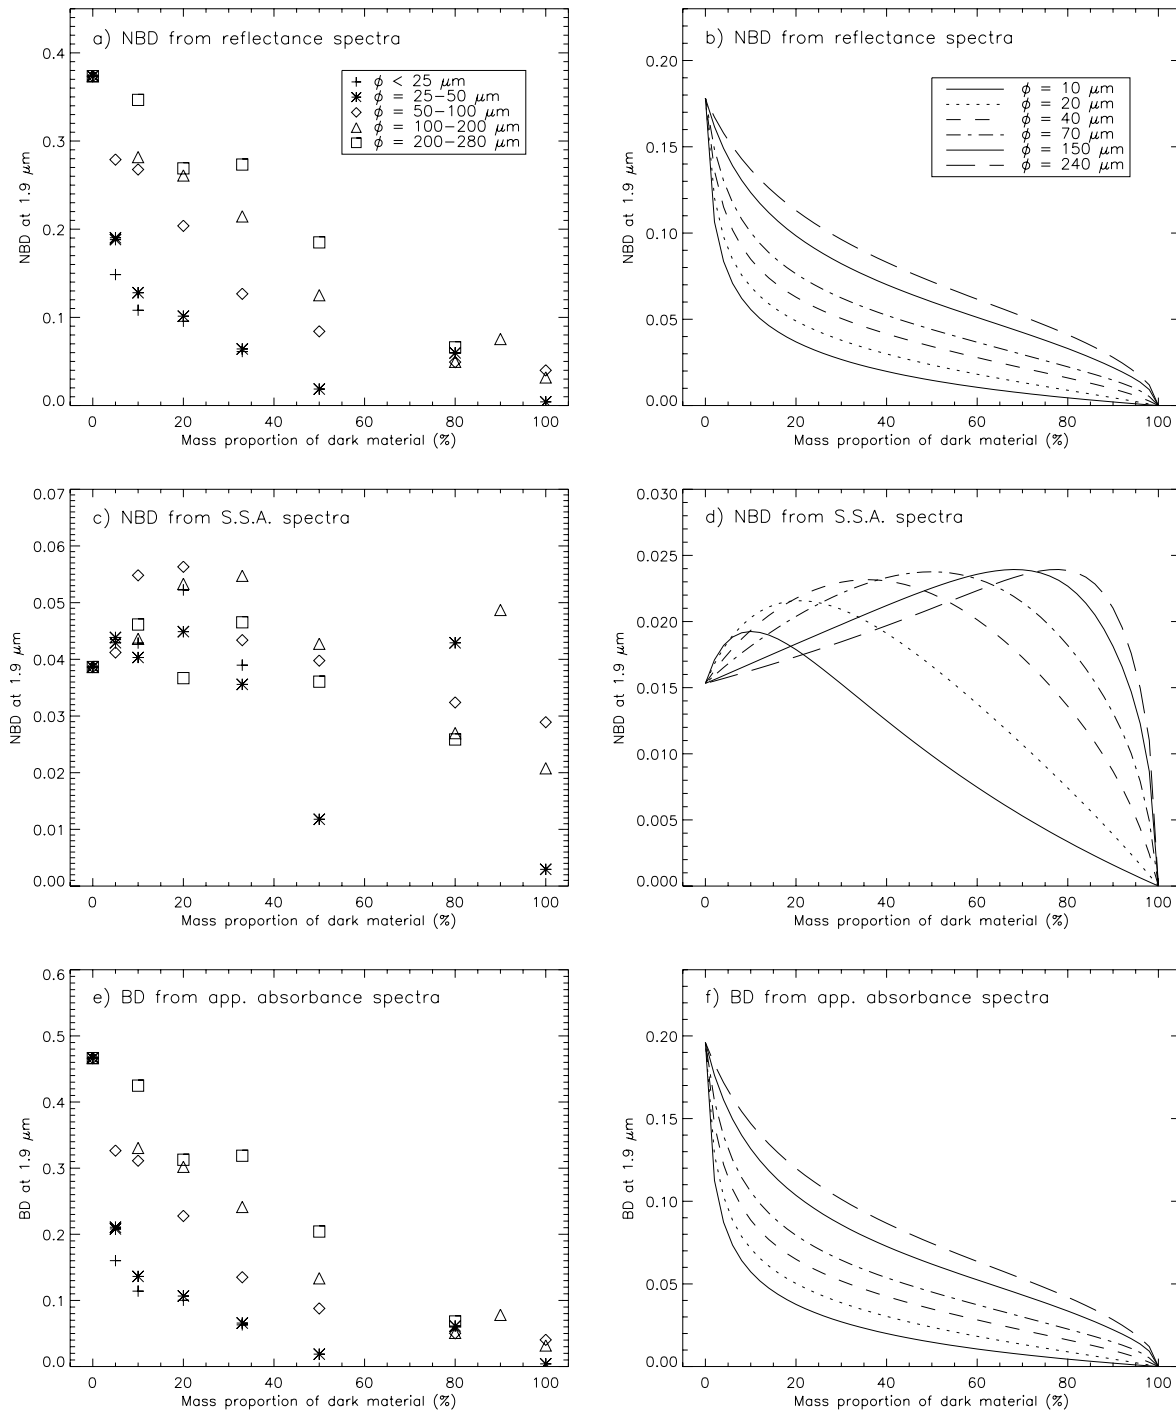 a) NBD from reflectance spectra
ϕ < 25 μm
ϕ = 25−50 μm
ϕ = 50−100 μm
ϕ = 100−200 μm
ϕ = 200−280 μm
NBD at 1.9 μm
0.4
0.3
0.2
0.1
0.0
0 20 40 60 80 100
Mass proportion of dark material (%)
b) NBD from reflectance spectra
ϕ = 10 μm
ϕ = 20 μm
ϕ = 40 μm
ϕ = 70 μm
ϕ = 150 μm
ϕ = 240 μm
NBD at 1.9 μm
0.20
0.15
0.10
0.05
0.00
0 20 40 60 80 100
Mass proportion of dark material (%)
c) NBD from S.S.A. spectra
NBD at 1.9 μm
0.07
0.06
0.05
0.04
0.03
0.02
0.01
0.00
0 20 40 60 80 100
Mass proportion of dark material (%)
d) NBD from S.S.A. spectra
NBD at 1.9 μm
0.030
0.025
0.020
0.015
0.010
0.005
0.000
0 20 40 60 80 100
Mass proportion of dark material (%)
e) BD from app. absorbance spectra
BD at 1.9 μm
0.6
0.5
0.4
0.3
0.2
0.1
0.0
0 20 40 60 80 100
Mass proportion of dark material (%)
f) BD from app. absorbance spectra
BD at 1.9 μm
0.20
0.15
0.10
0.05
0.00
0 20 40 60 80 100
Mass proportion of dark material (%)